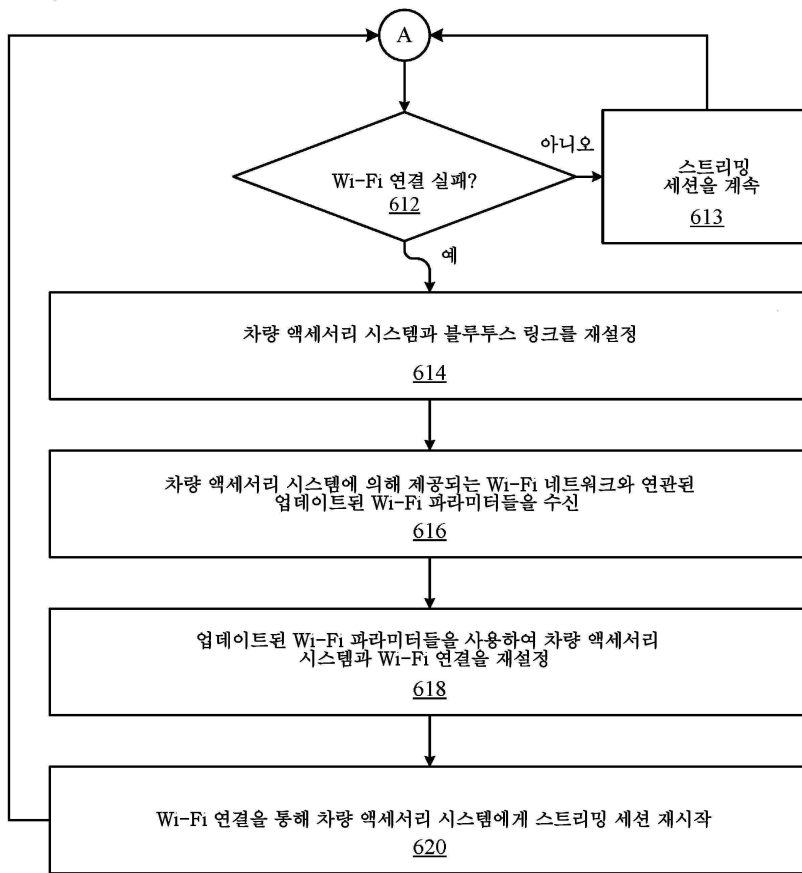 A
Wi-Fi 연결 실패?
612
아니오
스트리밍
세션을 계속
613
예
차량 액세서리 시스템과 블루투스 링크를 재설정
614
차량 액세서리 시스템에 의해 제공되는 Wi-Fi 네트워크와 연관된
업데이트된 Wi-Fi 파라미터들을 수신
616
업데이트된 Wi-Fi 파라미터들을 사용하여 차량 액세서리
시스템과 Wi-Fi 연결을 재설정
618
Wi-Fi 연결을 통해 차량 액세서리 시스템에게 스트리밍 세션 재시작
620